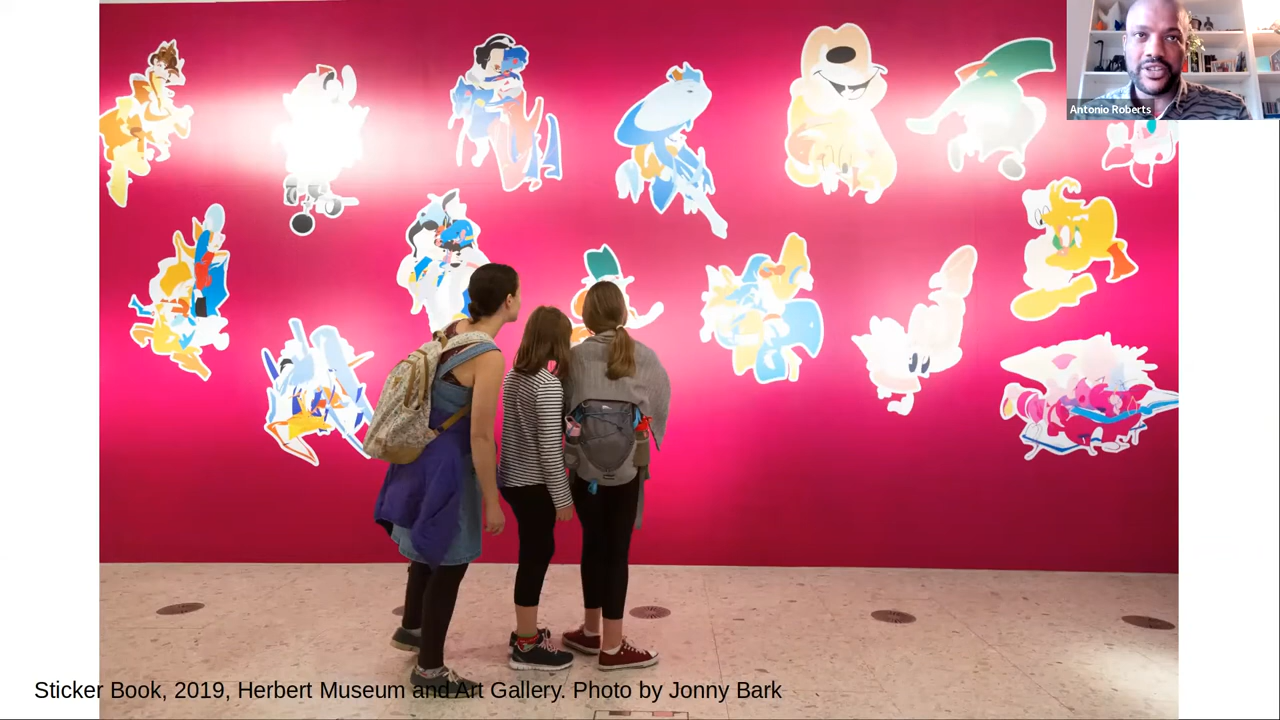 Antonio Roberts
Sticker Book, 2019, Herbert Museum and Art Gallery. Photo by Jonny Bark